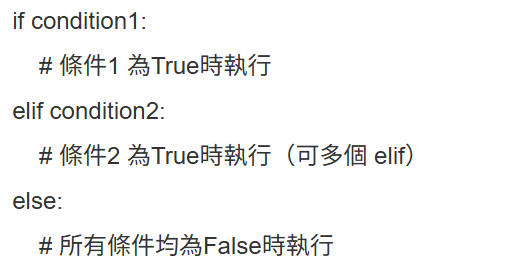 if condition1:
# 條件1 為True時執行
elif condition2:
# 條件2 為True時執行（可多個 elif）
else:
# 所有條件均為False時執行